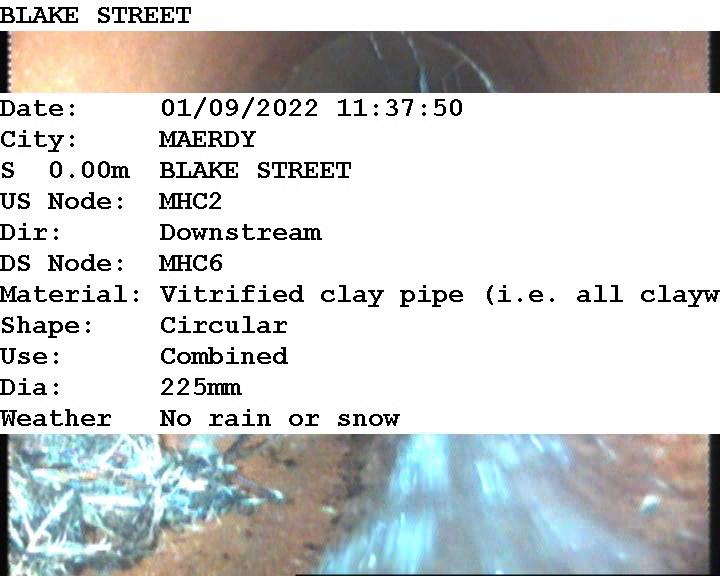 BLAKE STREET
Date: 01/09/2022 11:37:50
City: MAERDY
S 0.00m BLAKE STREET
US Node: MHC2
Dir: Downstream
DS Node: MHC6
Material: Vitrified clay pipe (i.e. all clayw
Shape: Circular
Use: Combined
Dia: 225mm
Weather No rain or snow